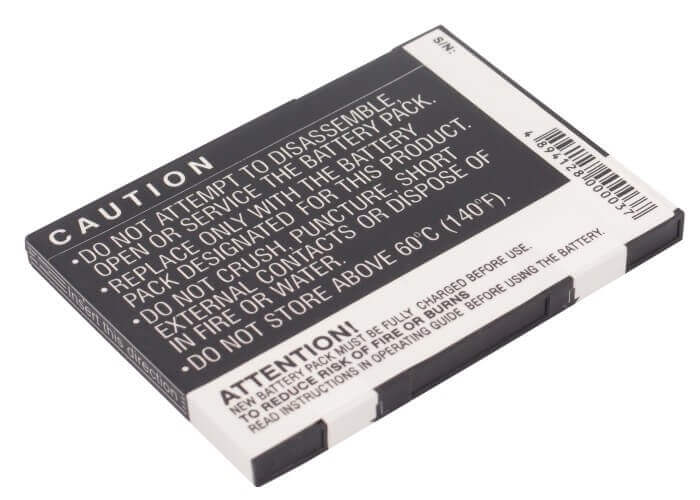 CAUTION
•DO NOT ATTEMPT TO DISASSEMBLE,
OPEN OR SERVICE THE BATTERY PACK.
•REPLACE ONLY WITH THE BATTERY
PACK DESIGNATED FOR THIS PRODUCT.
•DO NOT CRUSH, PUNCTURE, SHORT
EXTERNAL CONTACTS OR DISPOSE OF
IN FIRE OR WATER.
•DO NOT STORE ABOVE 60°C (140°F).
ATTENTION!
NEW BATTERY PACK MUST BE FULLY CHARGED BEFORE USE.
TO REDUCE RISK OF FIRE OR BURNS
READ INSTRUCTIONS IN OPERATING GUIDE BEFORE USING THE BATTERY.
S/N:
4894128000037
Insert this direction